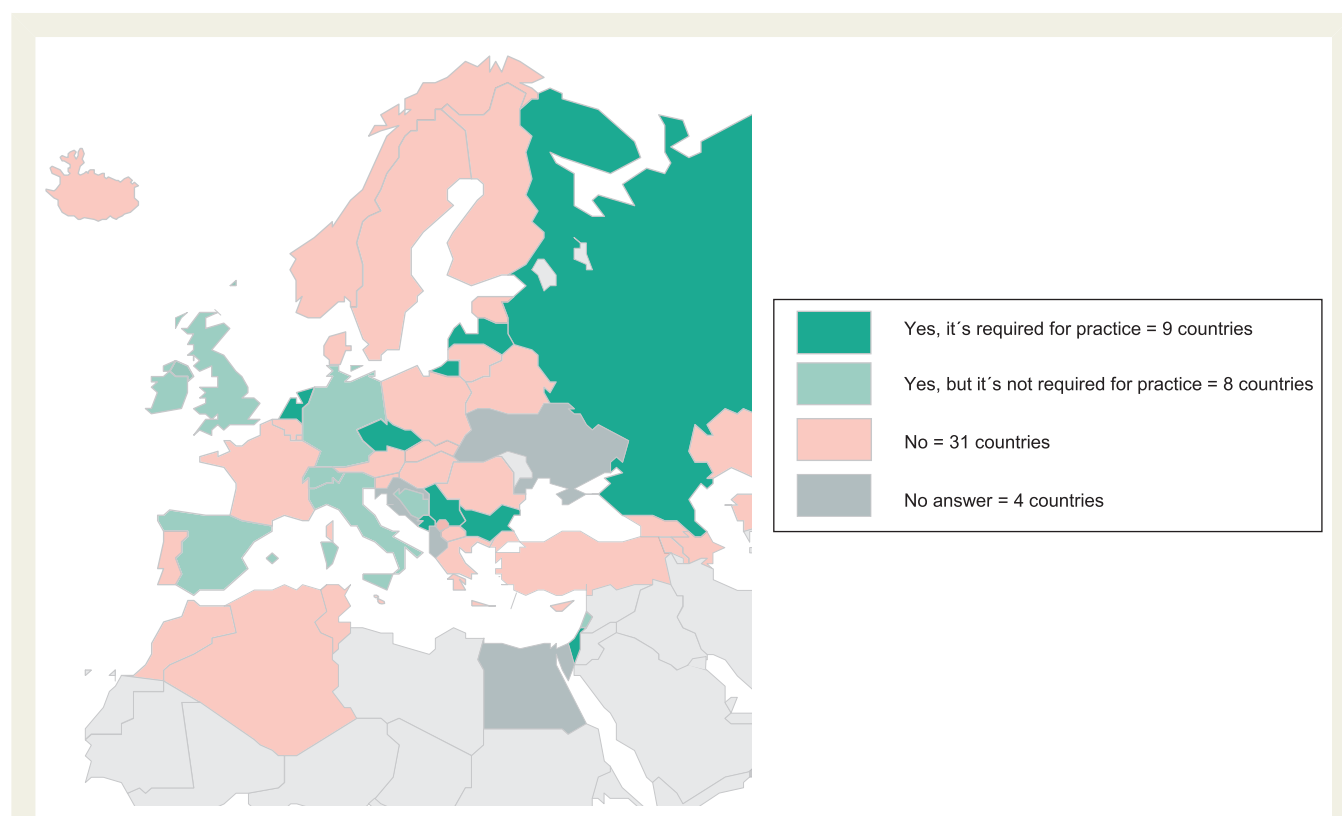 Yes, it´s required for practice = 9 countries
Yes, but it´s not required for practice = 8 countries
No = 31 countries
No answer = 4 countries